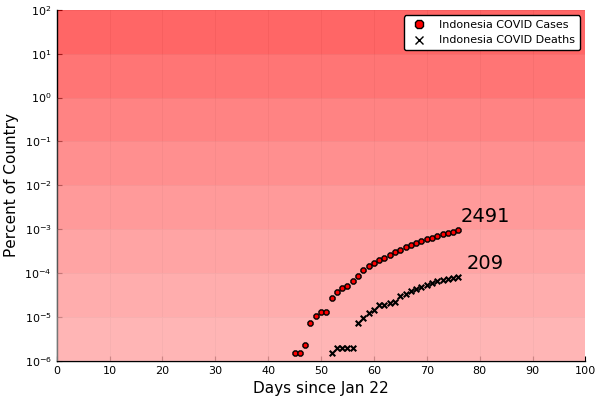 Indonesia COVID Cases
Indonesia COVID Deaths
10²
10¹
10⁰
10⁻¹
10⁻²
10⁻³
10⁻⁴
10⁻⁵
10⁻⁶
Percent of Country
2491
209
0 10 20 30 40 50 60 70 80 90 100
Days since Jan 22